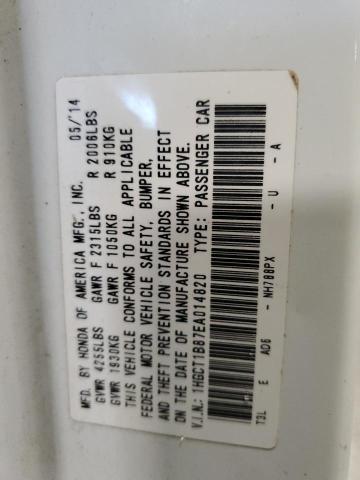 MFD. BY HONDA OF AMERICA MFG., INC. 05/'14
GVWR 4255LBS GAWR F 2315LBS R 2006LBS
GVWR 1930KG GAWR F 1050KG R 910KG
THIS VEHICLE CONFORMS TO ALL APPLICABLE
FEDERAL MOTOR VEHICLE SAFETY, BUMPER,
AND THEFT PREVENTION STANDARDS IN EFFECT
ON THE DATE OF MANUFACTURE SHOWN ABOVE.
V.I.N.: 1HGCT1B87EA014820 TYPE: PASSENGER CAR
T3L E AD6 NH788PX - U - A